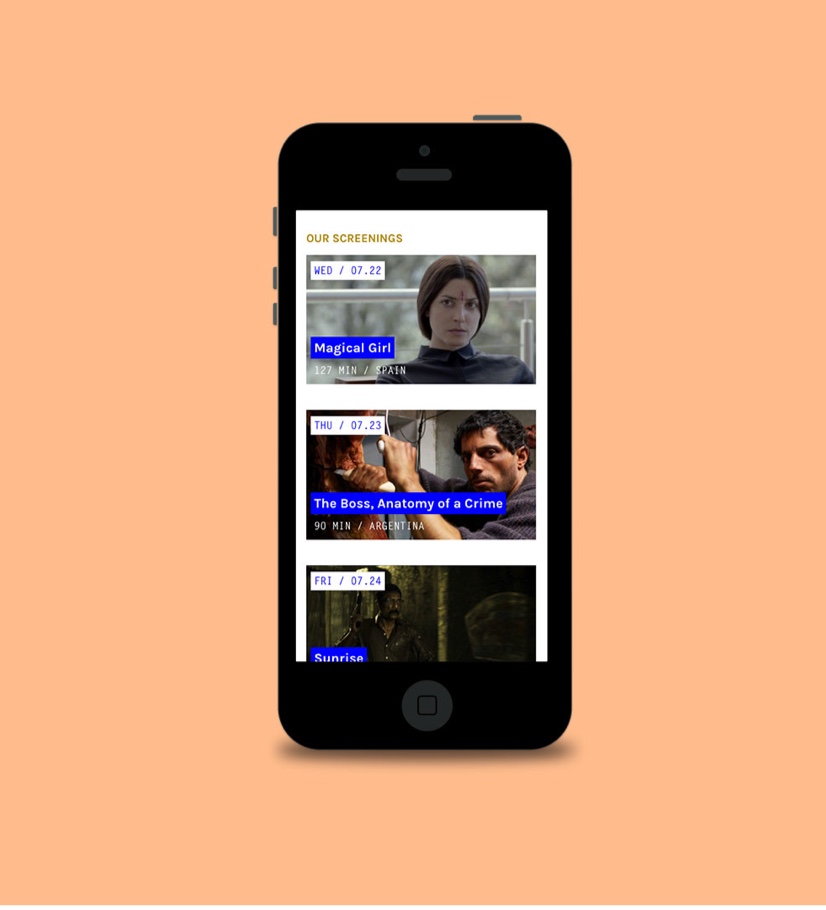 OUR SCREENINGS
WED / 07.22
Magical Girl
127 MIN / SPAIN
THU / 07.23
The Boss, Anatomy of a Crime
90 MIN / ARGENTINA
FRI / 07.24
Sunrise